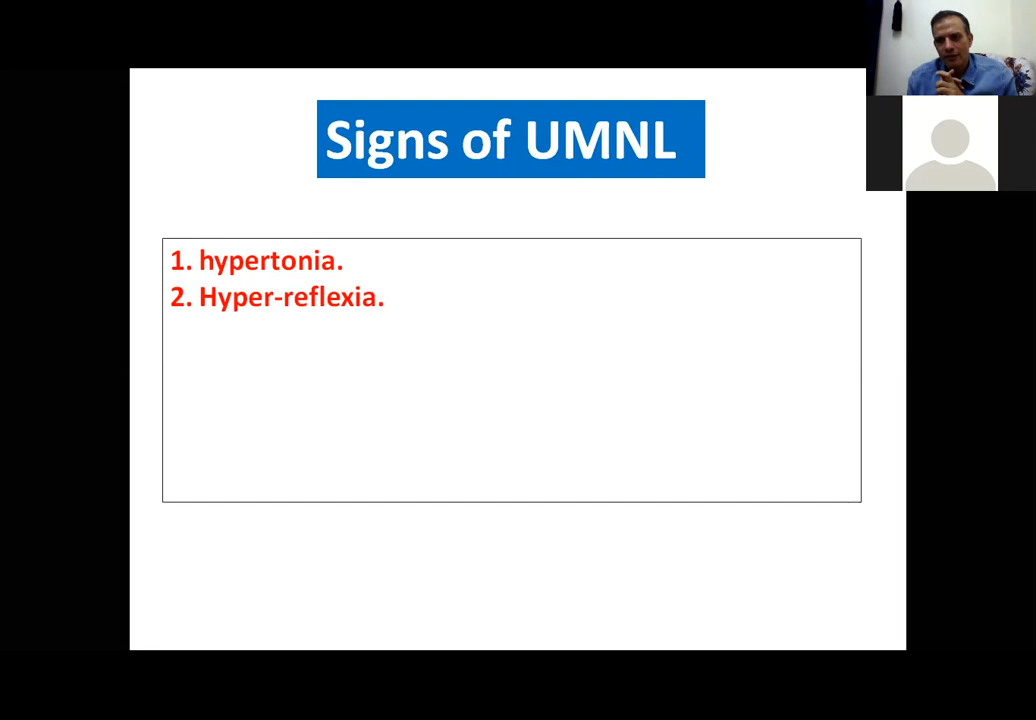 Signs of UMNL
1. hypertonia.
2. Hyper-reflexia.